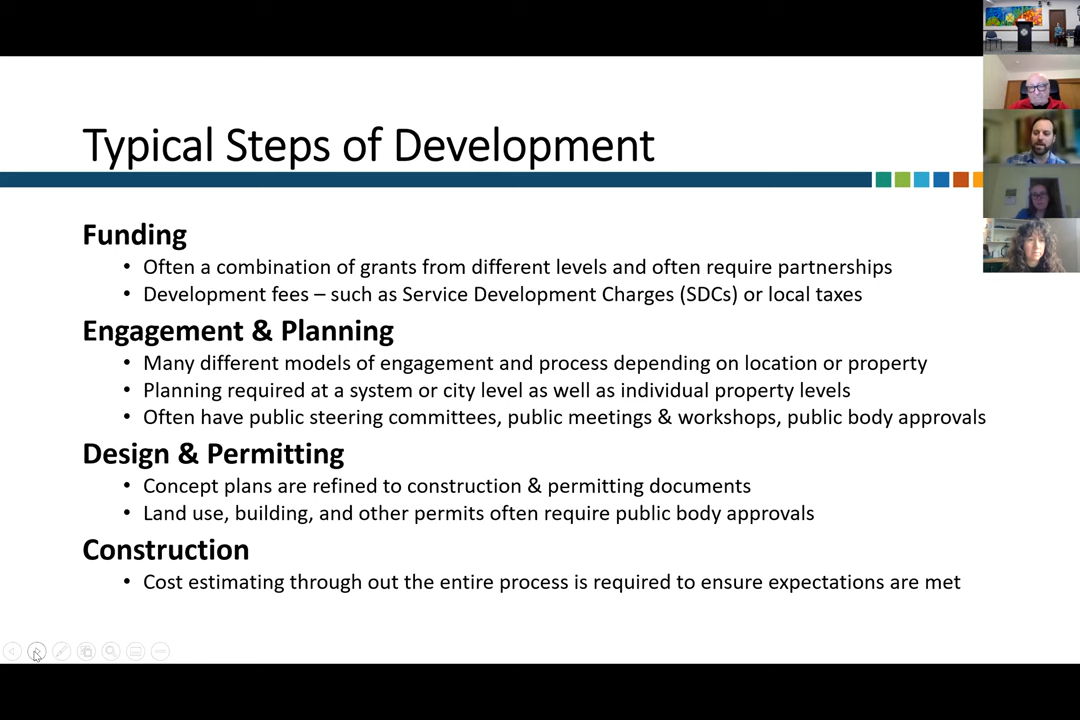 Typical Steps of Development
Funding
• Often a combination of grants from different levels and often require partnerships
• Development fees – such as Service Development Charges (SDCs) or local taxes
Engagement & Planning
• Many different models of engagement and process depending on location or property
• Planning required at a system or city level as well as individual property levels
• Often have public steering committees, public meetings & workshops, public body approvals
Design & Permitting
• Concept plans are refined to construction & permitting documents
• Land use, building, and other permits often require public body approvals
Construction
• Cost estimating through out the entire process is required to ensure expectations are met